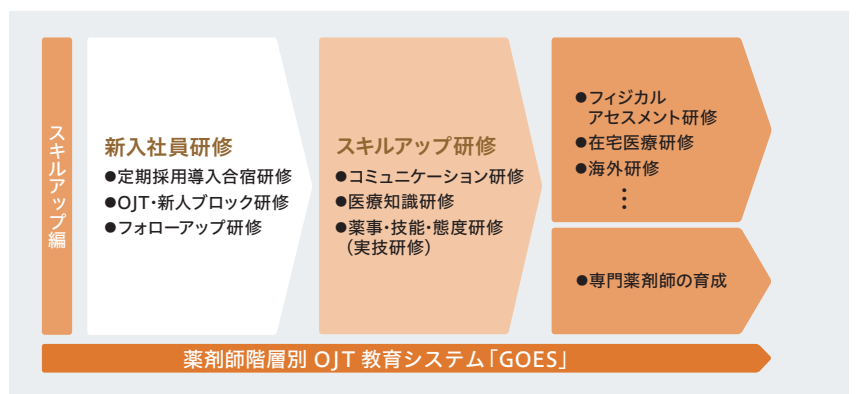 スキルアップ編
新入社員研修
●定期採用導入合宿研修
●OJT・新人ブロック研修
●フォローアップ研修
スキルアップ研修
●コミュニケーション研修
●医療知識研修
●薬事・技能・態度研修
（実技研修）
●フィジカル
アセスメント研修
●在宅医療研修
●海外研修
⋮
●専門薬剤師の育成
薬剤師階層別 OJT 教育システム「GOES」